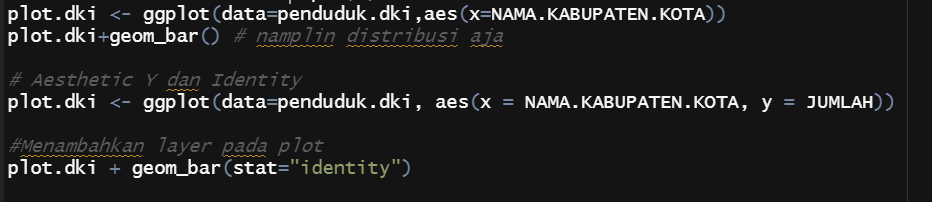 plot.dki <- ggplot(data=penduduk.dki,aes(x=NAMA.KABUPATEN.KOTA))
plot.dki+geom_bar() # namplin distribusi aja
# Aesthetic Y dan Identity
plot.dki <- ggplot(data=penduduk.dki, aes(x = NAMA.KABUPATEN.KOTA, y = JUMLAH))
#Menambahkan layer pada plot
plot.dki + geom_bar(stat="identity")